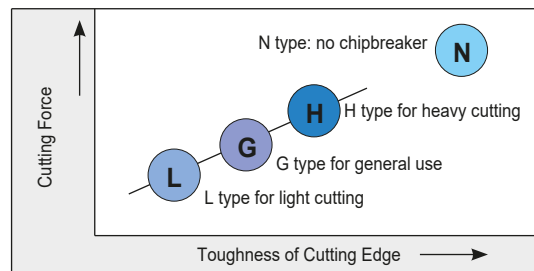 N type: no chipbreaker
N
H
H type for heavy cutting
G
G type for general use
L
L type for light cutting
Cutting Force
Toughness of Cutting Edge